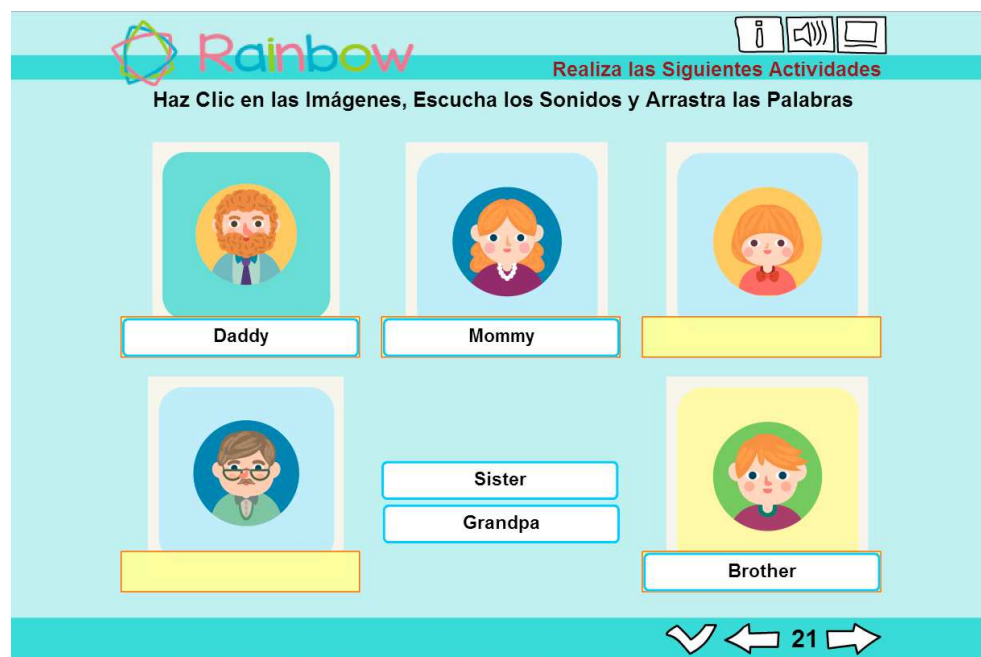 Rainbow
Realiza las Siguientes Actividades
Haz Clic en las Imágenes, Escucha los Sonidos y Arrastra las Palabras
Daddy
Mommy
Sister
Grandpa
Brother
21